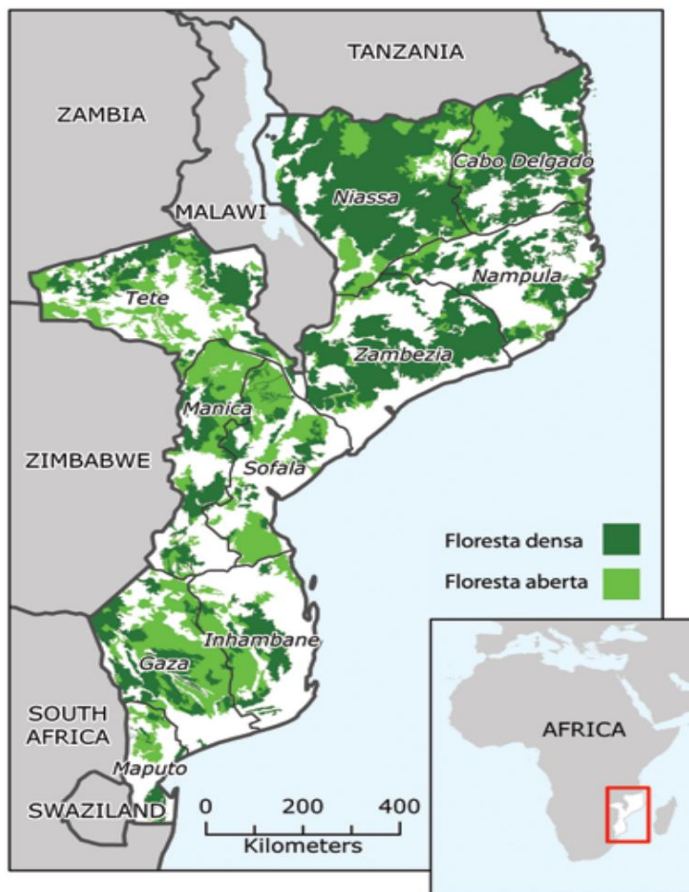 TANZANIA
ZAMBIA
Cabo Delgado
Niassa
MALAWI
Nampula
Tete
Zambezia
Manica
ZIMBABWE
Sofala
Floresta densa
Floresta aberta
Inhambane
Gaza
SOUTH
AFRICA
AFRICA
Maputo
SWAZILAND
0 200 400
Kilometers